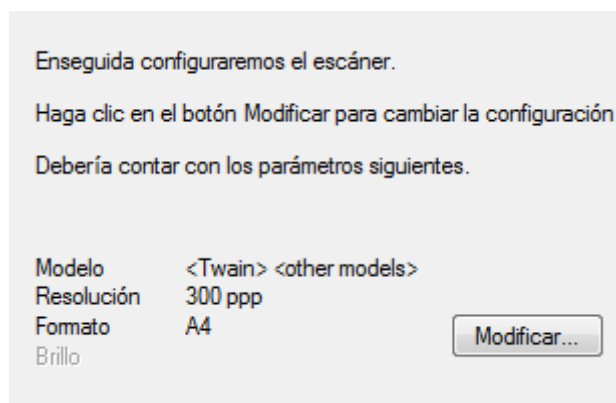 Enseguida configuraremos el escáner.
Haga clic en el botón Modificar para cambiar la configuración
Debería contar con los parámetros siguientes.
Modelo <Twain> <other models>
Resolución 300 ppp
Formato A4
Modificar...
Brillo